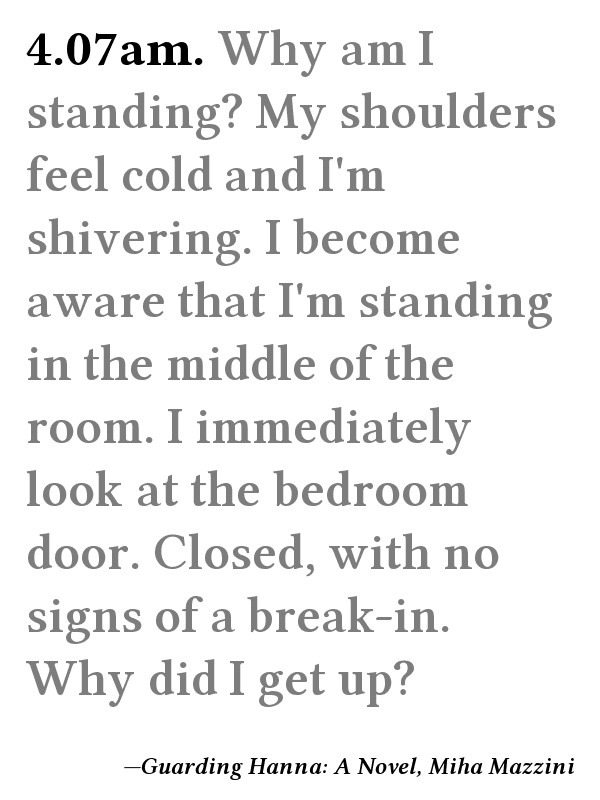 4.07am. Why am I
standing? My shoulders
feel cold and I'm
shivering. I become
aware that I'm standing
in the middle of the
room. I immediately
look at the bedroom
door. Closed, with no
signs of a break-in.
Why did I get up?
—Guarding Hanna: A Novel, Miha Mazzini